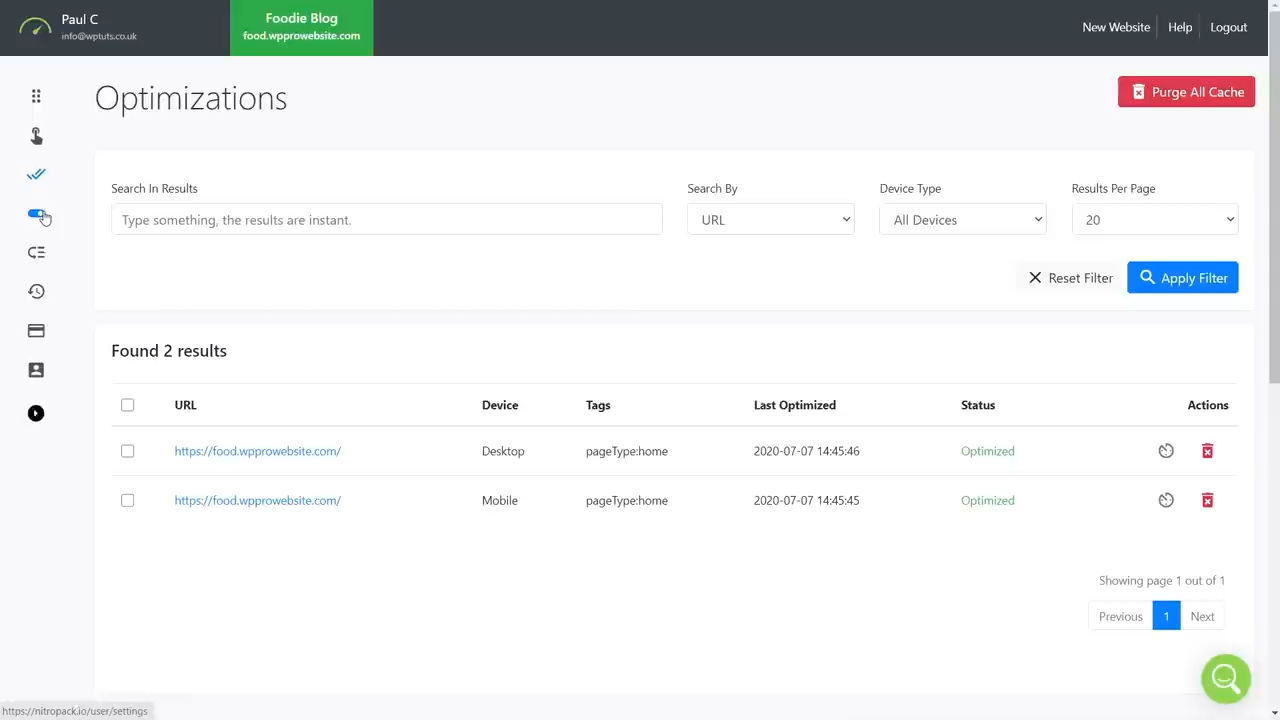 Paul C
info@wptuts.co.uk
Foodie Blog
food.wpprowebsite.com
New Website
Help
Logout
Optimizations
Purge All Cache
Search In Results
Search By
Device Type
Results Per Page
Type something, the results are instant.
URL
All Devices
20
Reset Filter
Apply Filter
Found 2 results
URL Device Tags Last Optimized Status Actions
https://food.wpprowebsite.com/ Desktop pageType:home 2020-07-07 14:45:46 Optimized
https://food.wpprowebsite.com/ Mobile pageType:home 2020-07-07 14:45:45 Optimized
Showing page 1 out of 1
Previous 1 Next
https://nitropack.io/user/settings